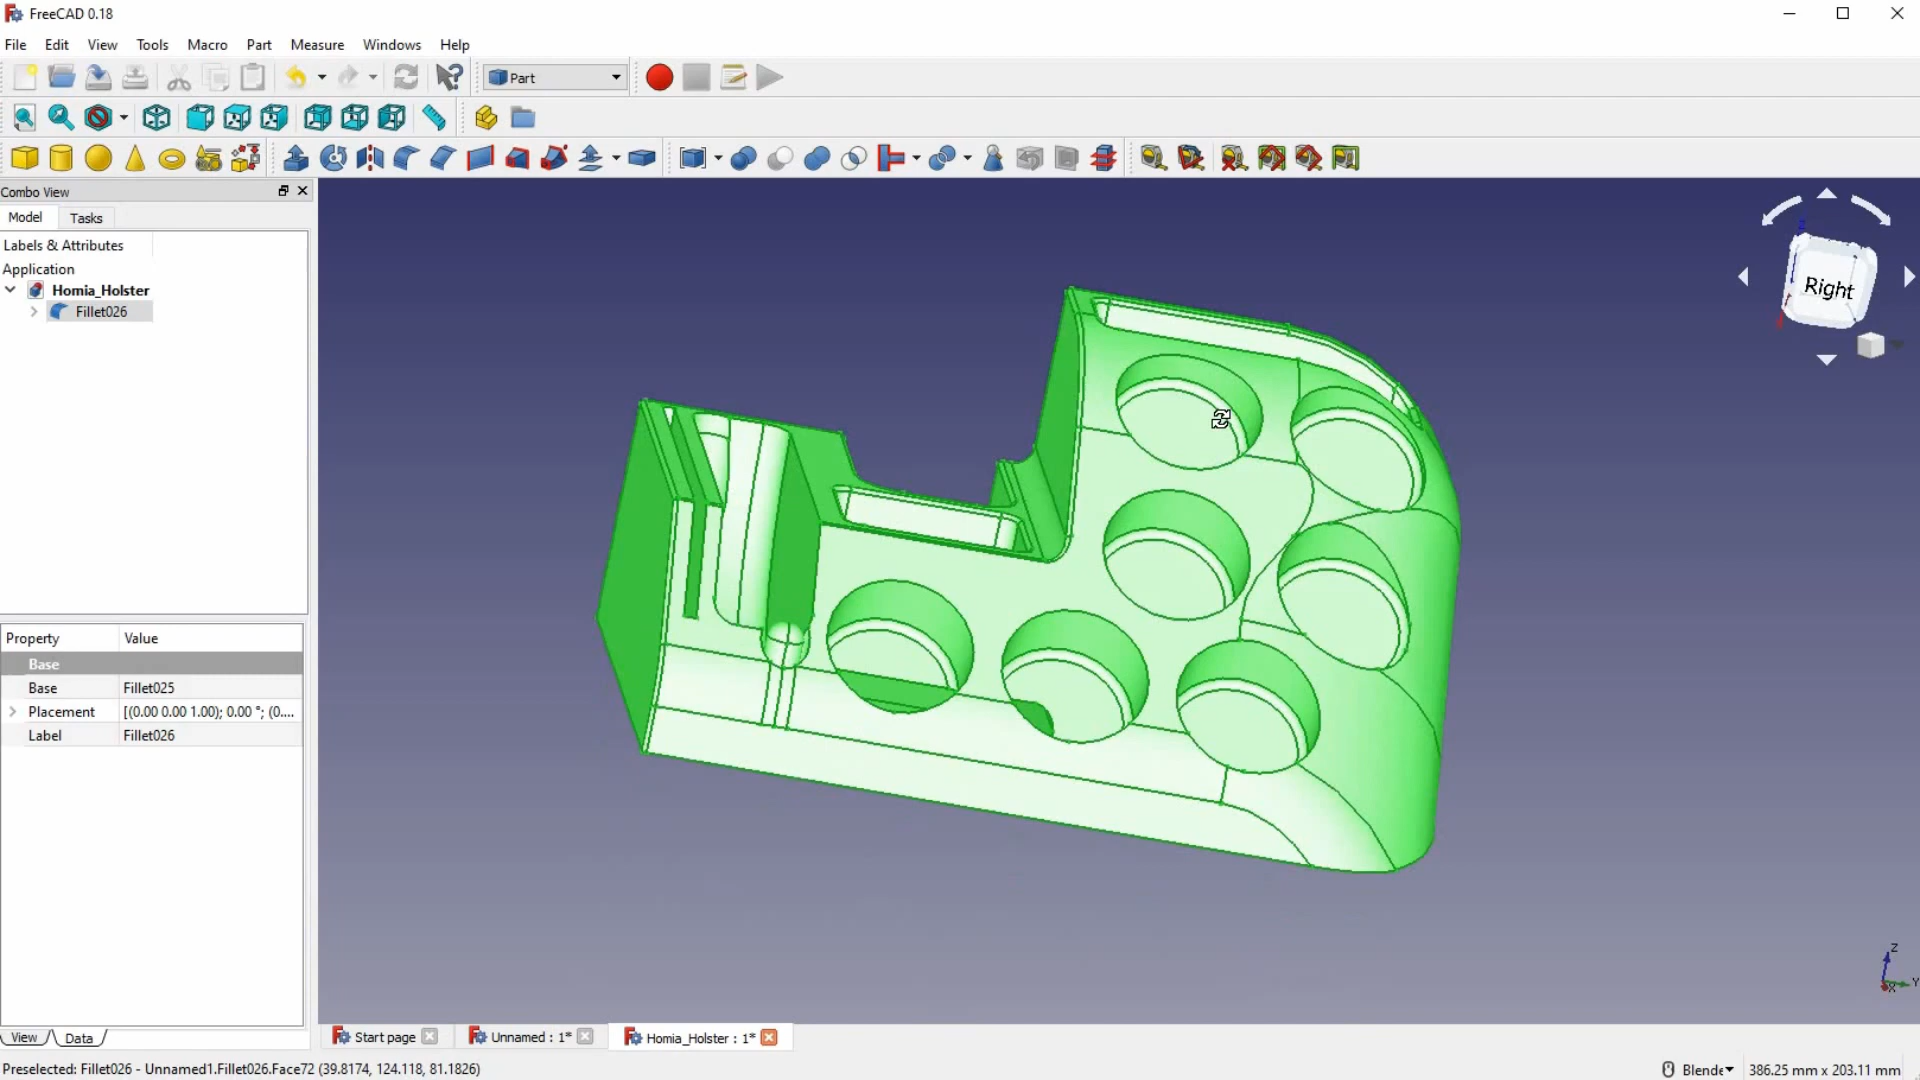 FreeCAD 0.18
File Edit View Tools Macro Part Measure Windows Help
Part
Combo View
Model Tasks
Labels & Attributes
Application
Homia_Holster
Fillet026
Property Value
Base
Base Fillet025
Placement [(0.00 0.00 1.00); 0.00 °; (0....
Label Fillet026
View Data
Right
Z
Y
X
Start page
Unnamed : 1*
Homia_Holster : 1*
Preselected: Fillet026 - Unnamed1.Fillet026.Face72 (39.8174, 124.118, 81.1826)
Blende
386.25 mm x 203.11 mm